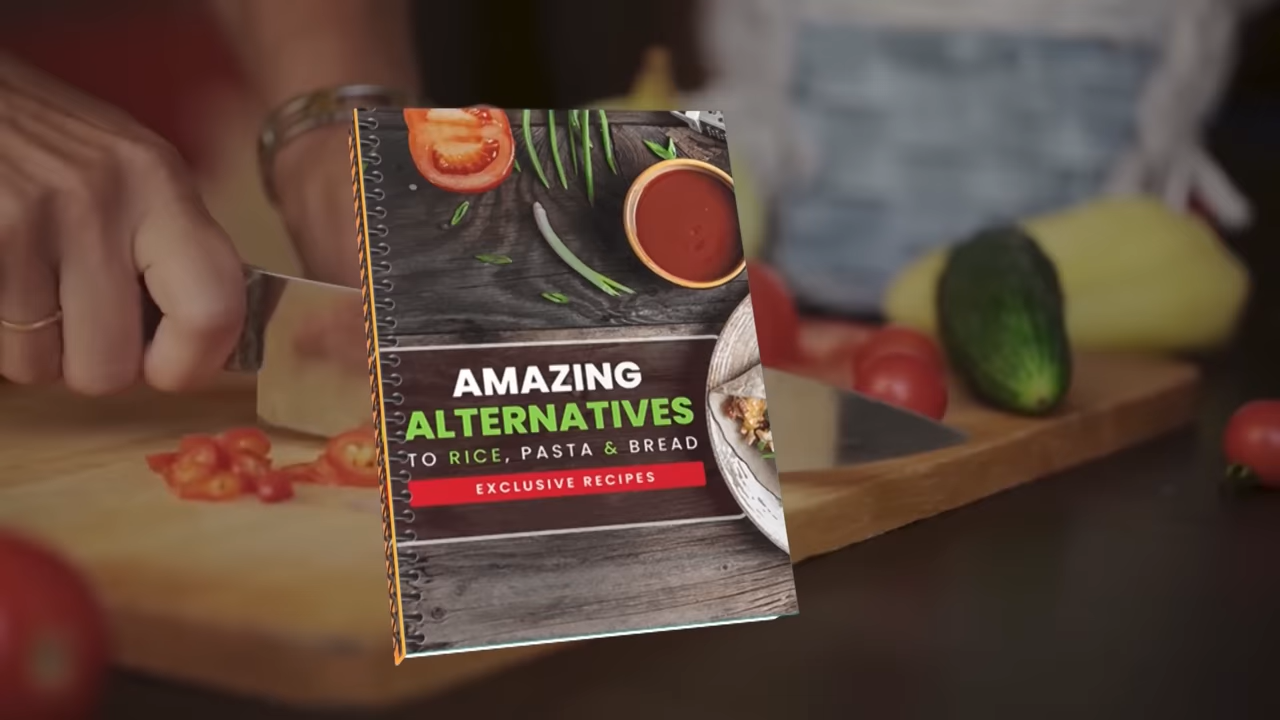 AMAZING
ALTERNATIVES
TO RICE, PASTA & BREAD
EXCLUSIVE RECIPES